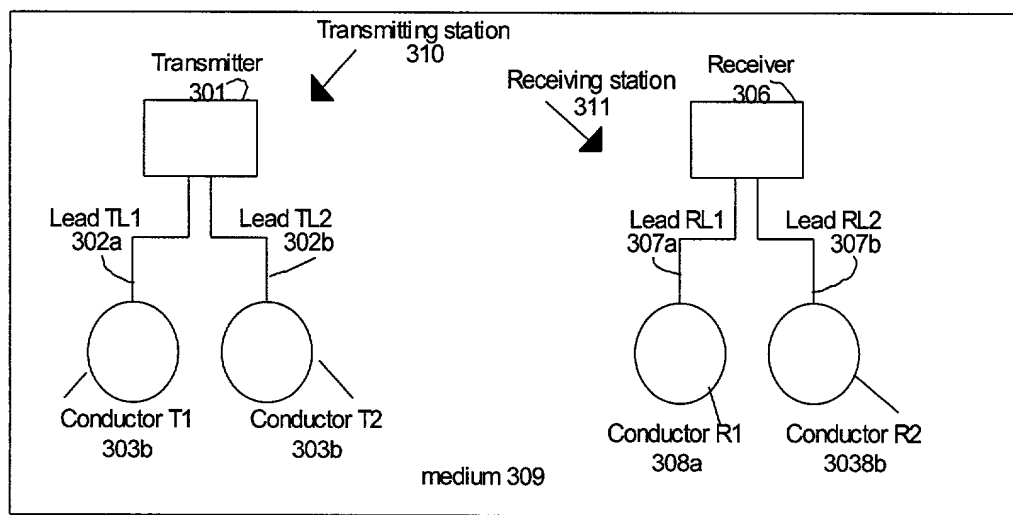 Transmitting station
310
Transmitter
301
Receiving station
311
Receiver
306
Lead TL1
302a
Lead TL2
302b
Lead RL1
307a
Lead RL2
307b
Conductor T1
303b
Conductor T2
303b
Conductor R1
308a
Conductor R2
3038b
medium 309